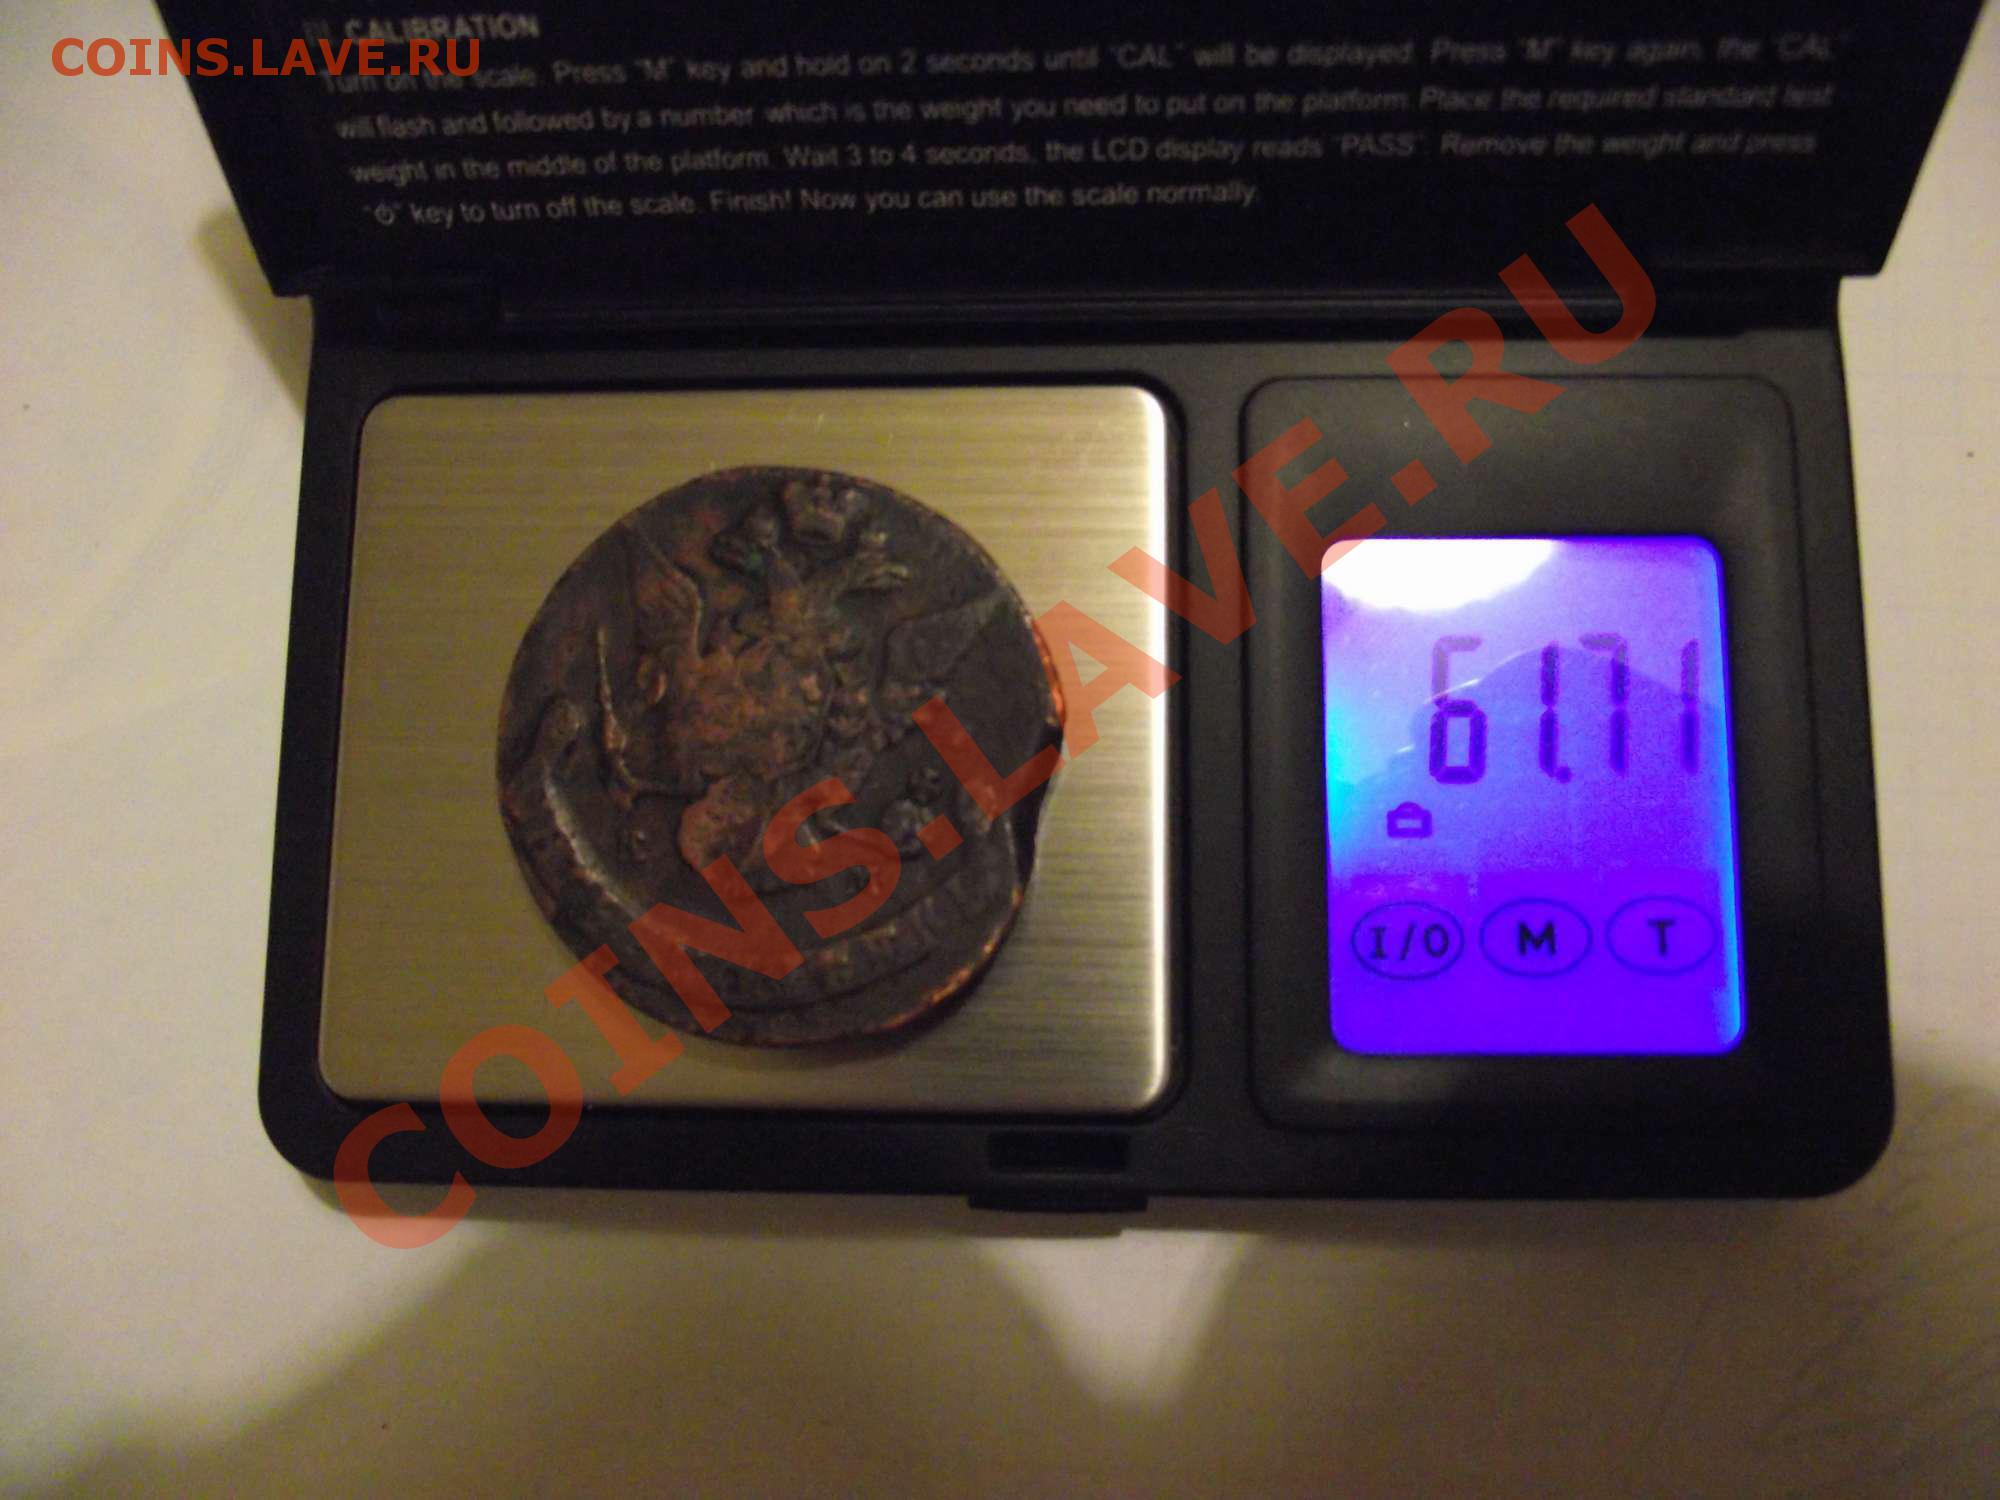 COINS.LAVE.RU
CALIBRATION
Turn on the scale. Press "M" key and hold on 2 seconds until "CAL" will be displayed. Press "M" key again, the "CAL"
will flash and followed by a number which is the weight you need to put on the platform. Place the required standard test
weight in the middle of the platform. Wait 3 to 4 seconds, the LCD display reads "PASS". Remove the weight and press
"⏻" key to turn off the scale. Finish! Now you can use the scale normally.
COINS.LAVE.RU
61.71
I/O M T